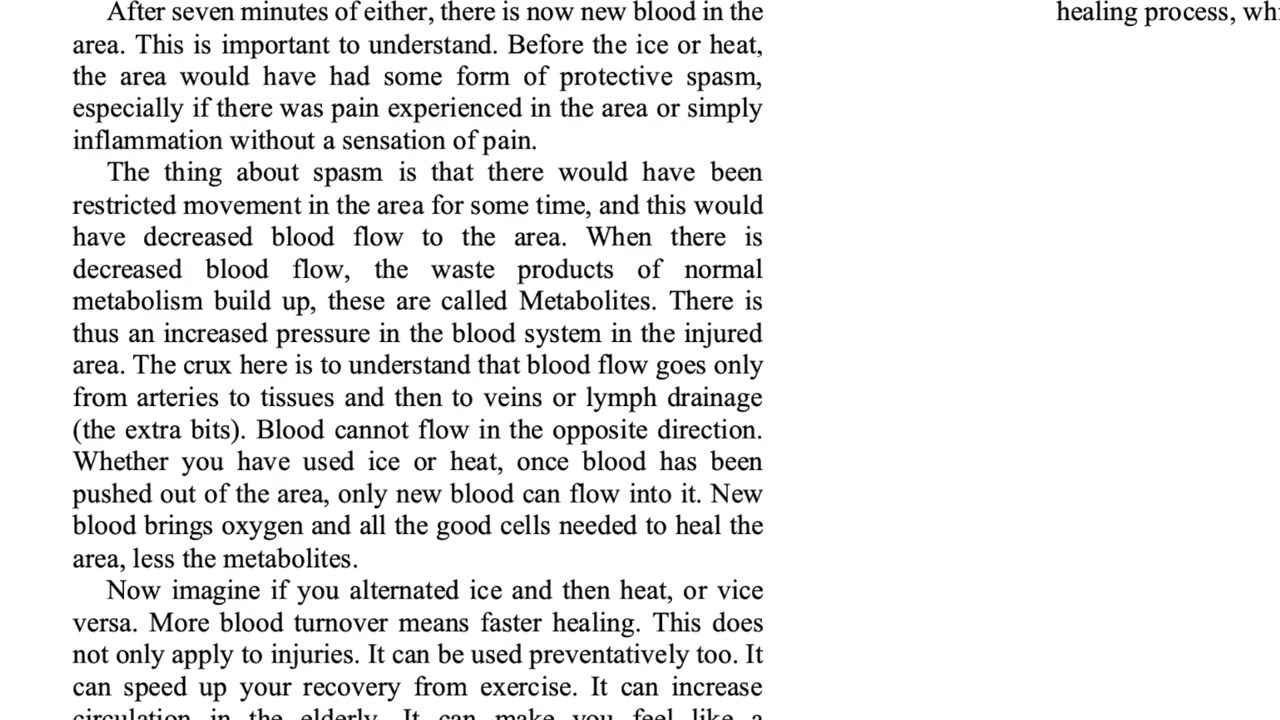 After seven minutes of either, there is now new blood in the
area. This is important to understand. Before the ice or heat,
the area would have had some form of protective spasm,
especially if there was pain experienced in the area or simply
inflammation without a sensation of pain.
The thing about spasm is that there would have been
restricted movement in the area for some time, and this would
have decreased blood flow to the area. When there is
decreased blood flow, the waste products of normal
metabolism build up, these are called Metabolites. There is
thus an increased pressure in the blood system in the injured
area. The crux here is to understand that blood flow goes only
from arteries to tissues and then to veins or lymph drainage
(the extra bits). Blood cannot flow in the opposite direction.
Whether you have used ice or heat, once blood has been
pushed out of the area, only new blood can flow into it. New
blood brings oxygen and all the good cells needed to heal the
area, less the metabolites.
Now imagine if you alternated ice and then heat, or vice
versa. More blood turnover means faster healing. This does
not only apply to injuries. It can be used preventatively too. It
can speed up your recovery from exercise. It can increase
circulation in the elderly. It can make you feel like a
healing process,